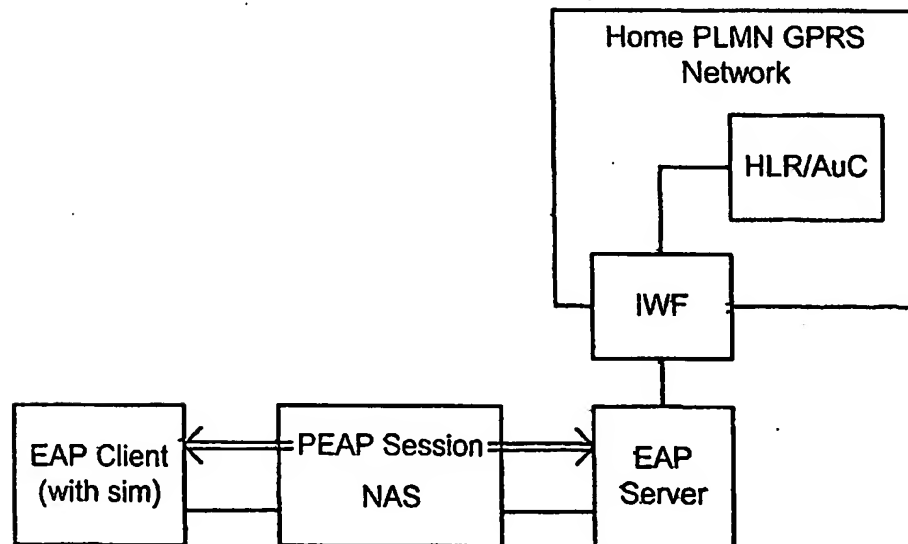 Home PLMN GPRS
Network
HLR/AuC
IWF
EAP Client
(with sim)
PEAP Session
NAS
EAP
Server